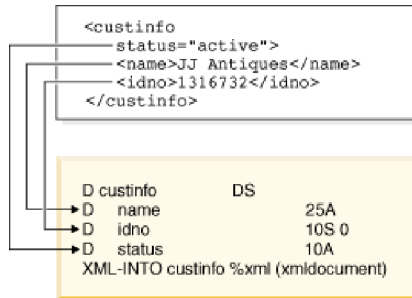 <custinfo
status="active">
<name>JJ Antiques</name>
<idno>1316732</idno>
</custinfo>
D custinfo DS
D name 25A
D idno 10S 0
D status 10A
XML-INTO custinfo %xml (xmldocument)